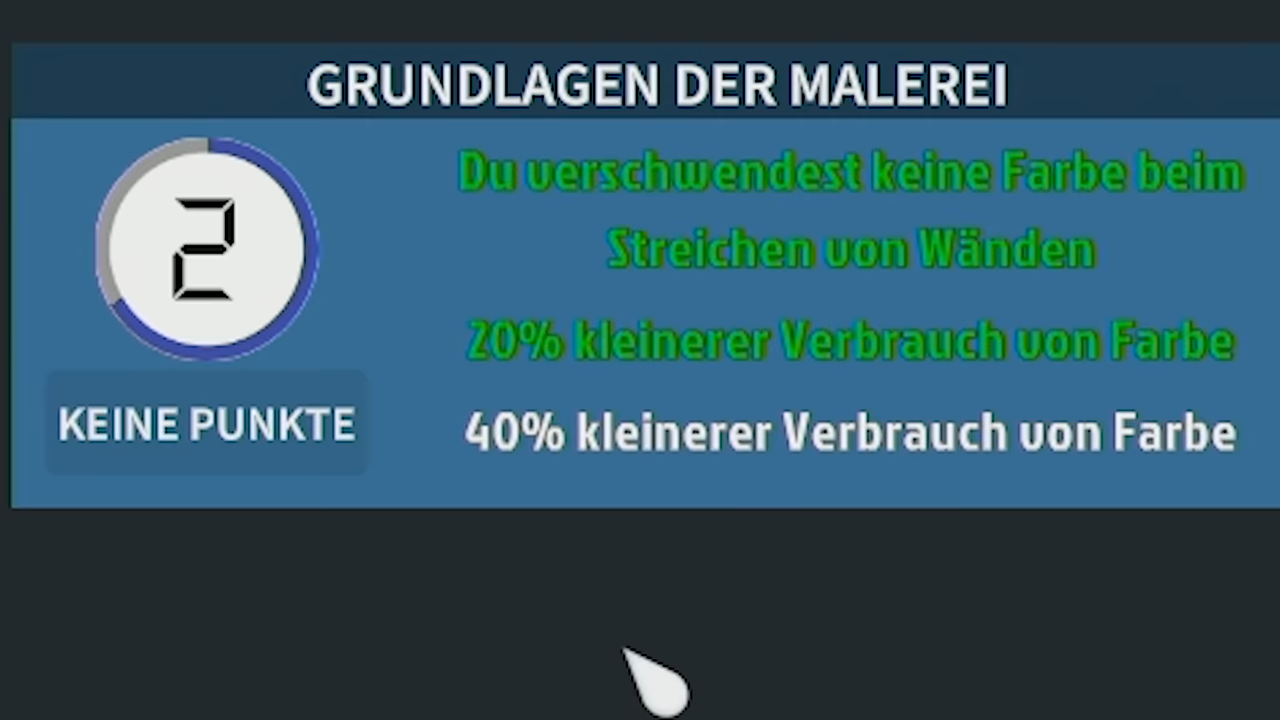 GRUNDLAGEN DER MALEREI
2
KEINE PUNKTE
Du verschwendest keine Farbe beim
Streichen von Wänden
20% kleinerer Verbrauch von Farbe
40% kleinerer Verbrauch von Farbe